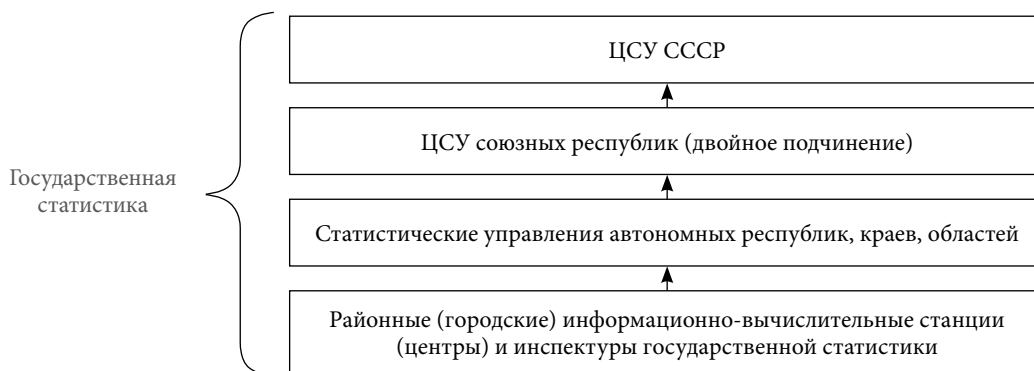 ЦСУ СССР
ЦСУ союзных республик (двойное подчинение)
Государственная
статистика
Статистические управления автономных республик, краев, областей
Районные (городские) информационно-вычислительные станции
(центры) и инспектуры государственной статистики